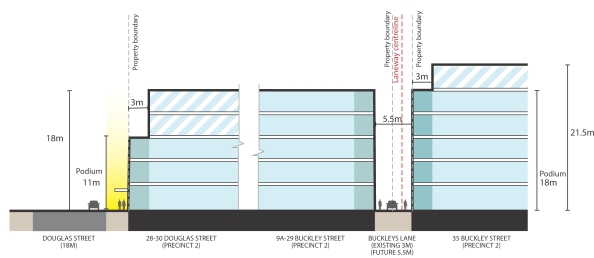 Property boundary
Property boundary
Laneway centreline
Property boundary
3m
3m
5.5m
18m
Podium
11m
Podium
18m
21.5m
DOUGLAS STREET
(18M)
28-30 DOUGLAS STREET
(PRECINCT 2)
9A-29 BUCKLEY STREET
(PRECINCT 2)
BUCKLEYS LANE
(EXISTING 3M)
(FUTURE 5.5M)
35 BUCKLEY STREET
(PRECINCT 2)